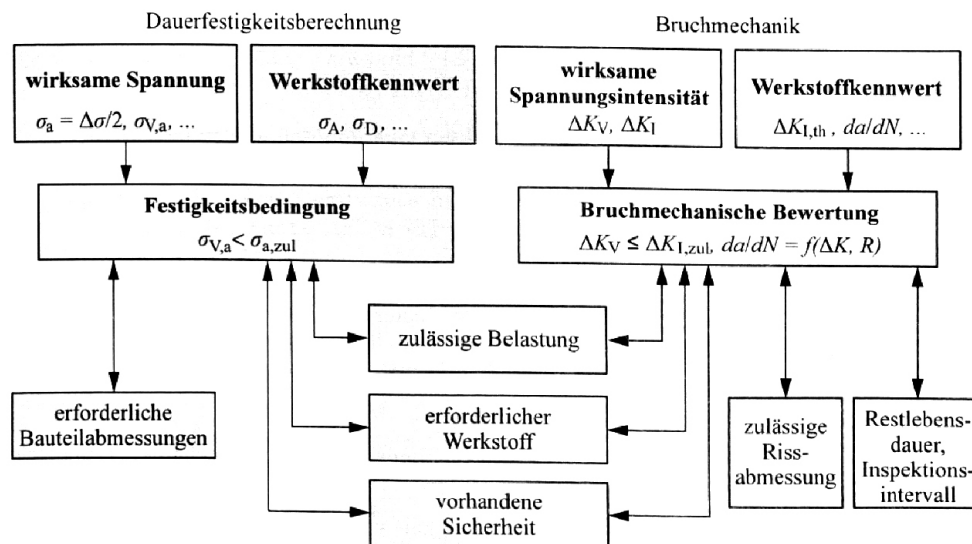 Dauerfestigkeitsberechnung
Bruchmechanik
wirksame Spannung
σa = Δσ/2, σV,a, ...
Werkstoffkennwert
σA, σD, ...
wirksame
Spannungsintensität
ΔKV, ΔKI
Werkstoffkennwert
ΔKI,th , da/dN, ...
Festigkeitsbedingung
σV,a < σa,zul
Bruchmechanische Bewertung
ΔKV ≤ ΔKI,zul, da/dN = f(ΔK, R)
zulässige Belastung
erforderliche
Bauteilabmessungen
erforderlicher
Werkstoff
vorhandene
Sicherheit
zulässige
Riss-
abmessung
Restlebens-
dauer,
Inspektions-
intervall